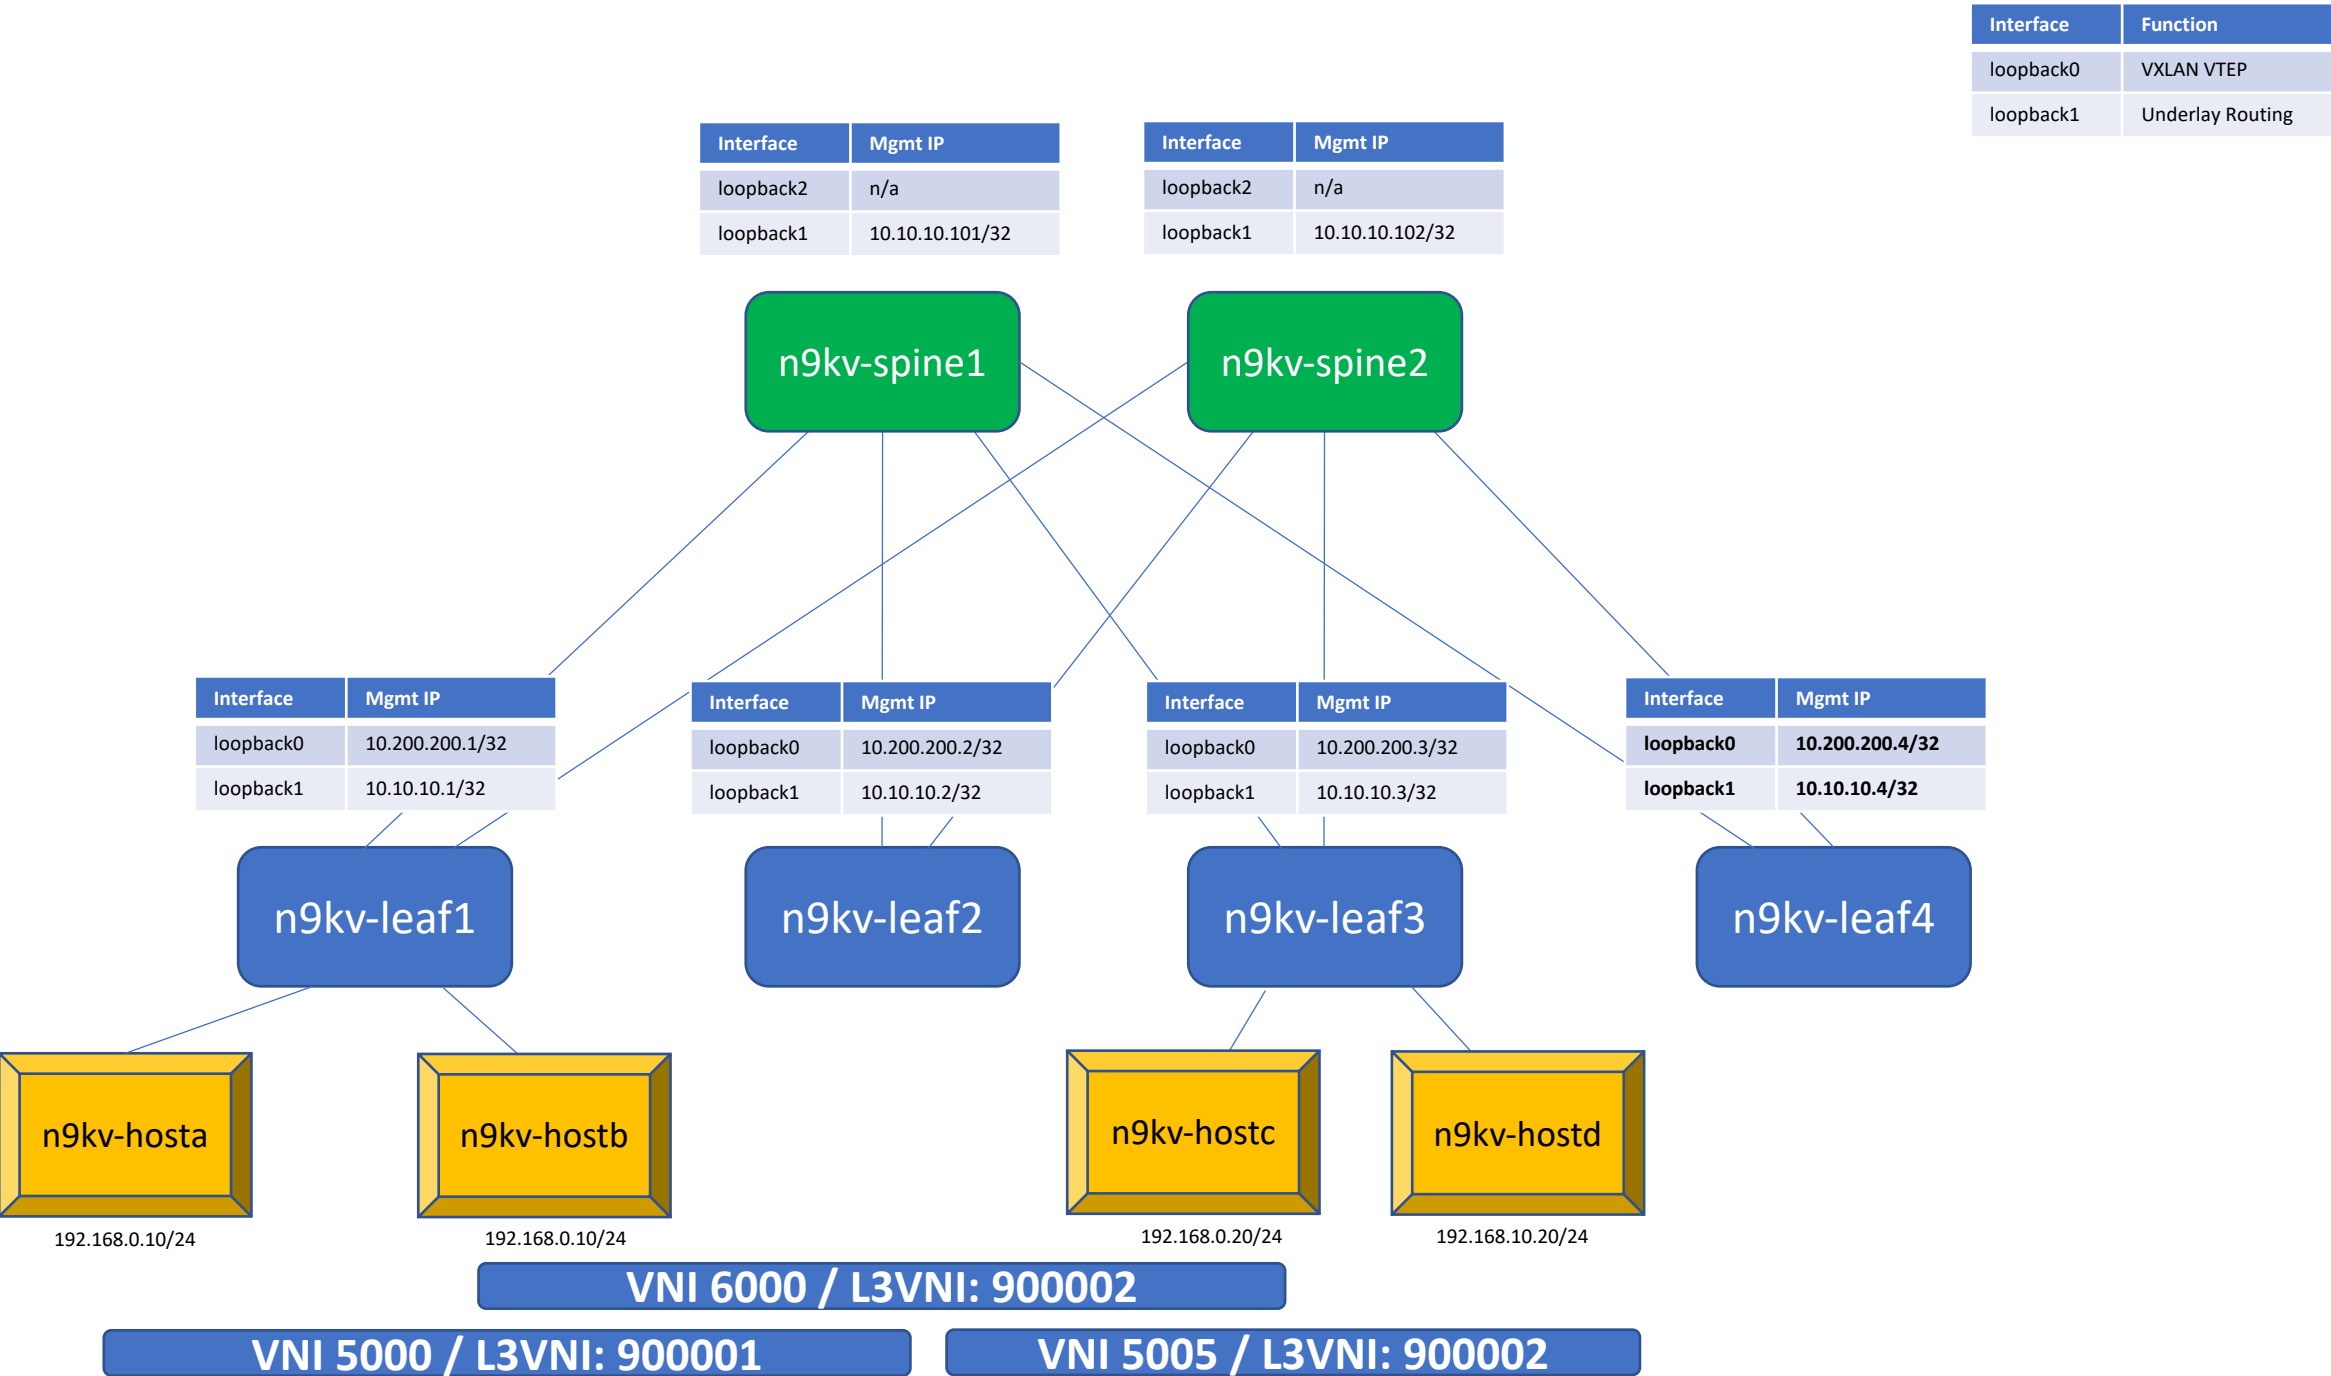 Interface Function
loopback0 VXLAN VTEP
loopback1 Underlay Routing
Interface Mgmt IP
loopback2 n/a
loopback1 10.10.10.101/32
Interface Mgmt IP
loopback2 n/a
loopback1 10.10.10.102/32
n9kv-spine1
n9kv-spine2
Interface Mgmt IP
loopback0 10.200.200.1/32
loopback1 10.10.10.1/32
Interface Mgmt IP
loopback0 10.200.200.2/32
loopback1 10.10.10.2/32
Interface Mgmt IP
loopback0 10.200.200.3/32
loopback1 10.10.10.3/32
Interface Mgmt IP
loopback0 10.200.200.4/32
loopback1 10.10.10.4/32
n9kv-leaf1
n9kv-leaf2
n9kv-leaf3
n9kv-leaf4
n9kv-hosta
n9kv-hostb
n9kv-hostc
n9kv-hostd
192.168.0.10/24
192.168.0.10/24
192.168.0.20/24
192.168.10.20/24
VNI 6000 / L3VNI: 900002
VNI 5000 / L3VNI: 900001
VNI 5005 / L3VNI: 900002